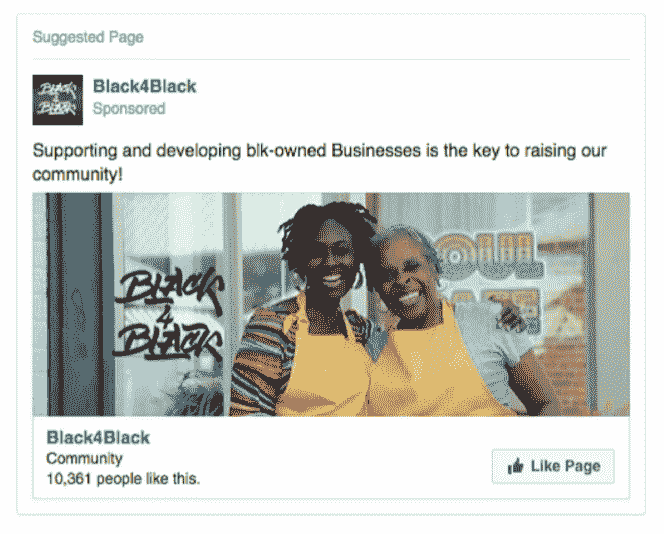 Suggested Page
BLACK
4
BLACK
Black4Black
Sponsored
Supporting and developing blk-owned Businesses is the key to raising our
community!
BLACK
4
BLACK
OUL
Black4Black
Community
10,361 people like this.
Like Page